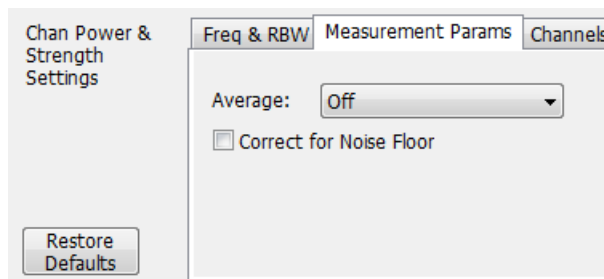 Chan Power &
Strength
Settings
Freq & RBW
Measurement Params
Channels
Average:
Off
Correct for Noise Floor
Restore
Defaults